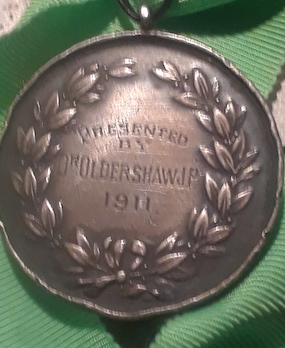 PRESENTED
BY
Dr OLDERSHAW.J.P.
1911.